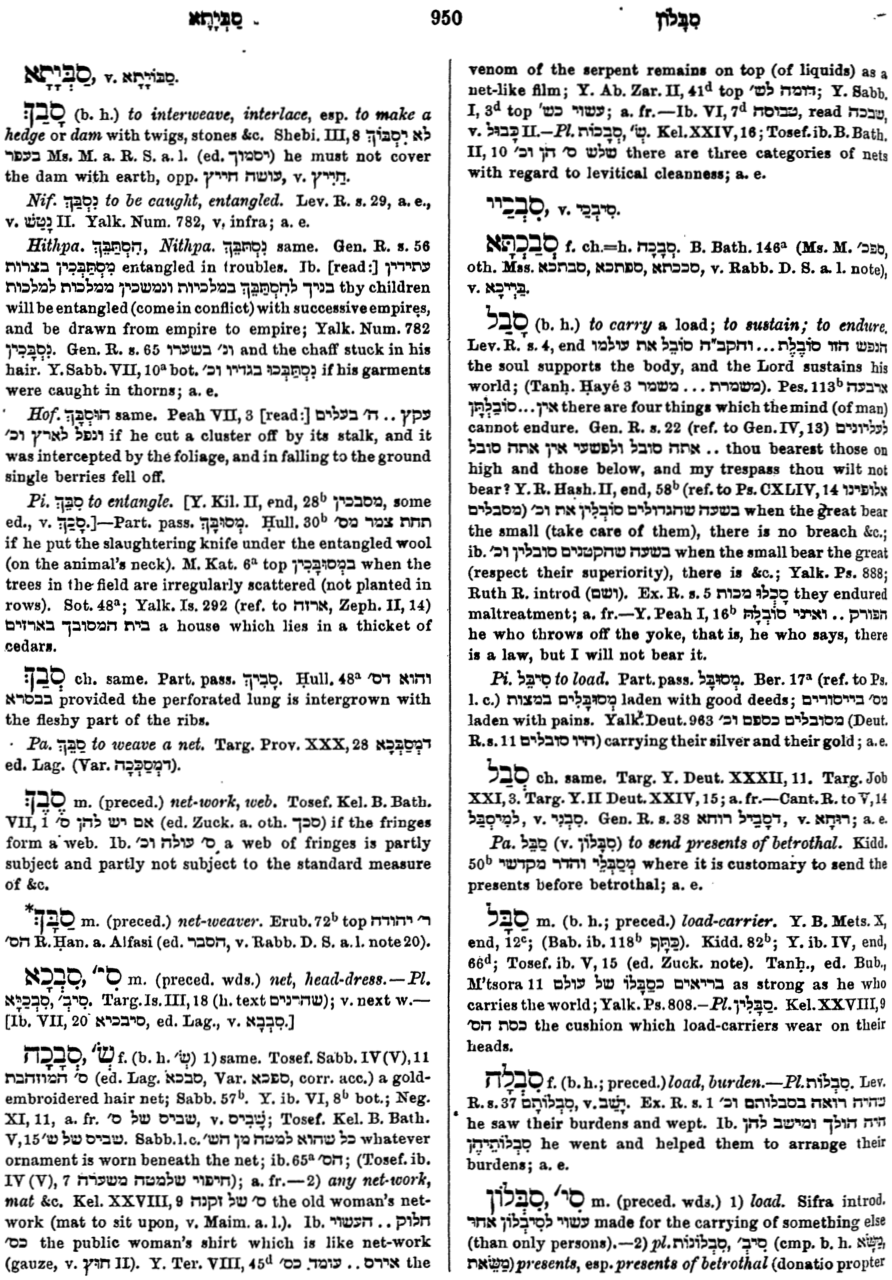 סַבְּיָתָא 950 סִבְלוֹן
סַבְּיָתָא, v. סַבּוֹיְתָא.
סָבַךְ (b. h.) to interweave, interlace, esp. to make a
hedge or dam with twigs, stones &c. Shebi. III, 8 לא יִסְבּוֹךְ
בעפר Ms. M. a. R. S. a. l. (ed. יסמוך) he must not cover
the dam with earth, opp. עושה חייץ, v. חַיִּיץ.
Nif. נִסְבַּךְ to be caught, entangled. Lev. R. s. 29, a. e.,
v. נָטַשׁ II. Yalk. Num. 782, v. infra; a. e.
Hithpa. הִסְתַּבֵּךְ, Nithpa. נִסְתַּבֵּךְ same. Gen. R. s. 56
עתידין מִסְתַּבְּכִין בצרות entangled in troubles. Ib. [read:]
בניך לְהִסְתַּבֵּךְ במלכיות ונמשכין ממלכות למלכות thy children
will be entangled (come in conflict) with successive empires,
and be drawn from empire to empire; Yalk. Num. 782
נִסְבָּכִין. Gen. R. s. 65 וכ׳ בשערו and the chaff stuck in his
hair. Y. Sabb. VII, 10ᵃ bot. נִסְתַּבְּכוּ בגדיו וכ׳ if his garments
were caught in thorns; a. e.
Hof. הוּסְבַּךְ same. Peah VII, 3 [read:] עקץ .. ה׳ בעלים
ונפל לארץ וכ׳ if he cut a cluster off by its stalk, and it
was intercepted by the foliage, and in falling to the ground
single berries fell off.
Pi. סִבֵּךְ to entangle. [Y. Kil. II, end, 28ᵇ מסבכין, some
ed., v. סָבַךְ.]—Part. pass. מְסוּבָּךְ. Ḥull. 30ᵇ תחת צמר מס׳
if he put the slaughtering knife under the entangled wool
(on the animal's neck). M. Kat. 6ᵃ top בִּמְסוּבָּכִין when the
trees in the field are irregularly scattered (not planted in
rows). Sot. 48ᵃ; Yalk. Is. 292 (ref. to ארזה, Zeph. II, 14)
בית המסובך בארזים a house which lies in a thicket of
cedars.
סְבַךְ ch. same. Part. pass. סְבִיךְ. Ḥull. 48ᵃ והוא דס׳
בבסרא provided the perforated lung is intergrown with
the fleshy part of the ribs.
Pa. סַבֵּךְ to weave a net. Targ. Prov. XXX, 28 דמְסַבְּכָא
ed. Lag. (Var. דמְסַבְּכָה).
סְבָךְ m. (preced.) net-work, web. Tosef. Kel. B. Bath.
VII, 1 אם יש להן ס׳ (ed. Zuck. a. oth. סכך) if the fringes
form a web. Ib. ס׳ עולה וכ׳ a web of fringes is partly
subject and partly not subject to the standard measure
of &c.
*סַבָּךְ m. (preced.) net-weaver. Erub. 72ᵇ top ר׳ יהודה
הס׳ R. Ḥan. a. Alfasi (ed. הסבר, v. Rabb. D. S. a. l. note 20).
סִבְכָא, סִי׳ m. (preced. wds.) net, head-dress.—Pl.
סִבְכַיָּא, סִיבְ׳. Targ. Is. III, 18 (h. text שהרנים); v. next w.—
[Ib. VII, 20 סיבכיא, ed. Lag., v. סִבְבָא.]
סְבָכָה, שְׂ׳ f. (b. h. שְׂ׳) 1) same. Tosef. Sabb. IV (V), 11
ס׳ המוזהבת (ed. Lag. סבכא, Var. ספכא, corr. acc.) a gold-
embroidered hair net; Sabb. 57ᵇ. Y. ib. VI, 8ᵇ bot.; Neg.
XI, 11, a. fr. שביס של ס׳, v. שָׁבִיס; Tosef. Kel. B. Bath.
V, 15 שביס של ש׳. Sabb. l. c. כל שהוא למטה מן הש׳ whatever
ornament is worn beneath the net; ib. 65ᵃ הס׳; (Tosef. ib.
IV (V), 7 חיפוי שלמטה משערה); a. fr.—2) any net-work,
mat &c. Kel. XXVIII, 9 ס׳ של זקנה the old woman's net-
work (mat to sit upon, v. Maim. a. l.). Ib. חלוק .. העשוי
כס׳ the public woman's shirt which is like net-work
(gauze, v. חוּץ II). Y. Ter. VIII, 45ᵈ אירס .. עומד כס׳ the
venom of the serpent remains on top (of liquids) as a
net-like film; Y. Ab. Zar. II, 41ᵈ top דומה לש׳; Y. Sabb.
I, 3ᵈ top עשוי כש׳; a. fr.—Ib. VI, 7ᵈ טבוסה, read שבכה,
v. כָּבוּל II.—Pl. סְבָכוֹת, שְׂ׳. Kel. XXIV, 16; Tosef. ib. B. Bath.
II, 10 שלש ס׳ הן וכ׳ there are three categories of nets
with regard to levitical cleanness; a. e.
סִבְכַיי, v. סִיבְכֵי.
סְבַכְתָּא f. ch.=h. סְבָכָה. B. Bath. 146ᵃ (Ms. M. ספכ׳,
oth. Mss. סככתא, ספתכא, סבתכא, v. Rabb. D. S. a. l. note),
v. בַּיְיכָא.
סָבַל (b. h.) to carry a load; to sustain; to endure.
Lev. R. s. 4, end הנפש הזו סוֹבֶלֶת...והקב״ה סוֹבֵל את עולמו
the soul supports the body, and the Lord sustains his
world; (Tanḥ. Ḥayé 3 משמרת ... משמר). Pes. 113ᵇ ארבעה
אין...סוֹבַלְתָּן there are four things which the mind (of man)
cannot endure. Gen. R. s. 22 (ref. to Gen. IV, 13) לעליונים
.. אתה סובל ולפשעי אין אתה סובל thou bearest those on
high and those below, and my trespass thou wilt not
bear? Y. R. Hash. II, end, 58ᵇ (ref. to Ps. CXLIV, 14 אלופינו
מסבלים) בשעה שהגדולים סוֹבְלִין את וכ׳ when the great bear
the small (take care of them), there is no breach &c.;
ib. בשעה שהקטנים סובלין וכ׳ when the small bear the great
(respect their superiority), there is &c.; Yalk. Ps. 888;
Ruth R. introd (ושם). Ex. R. s. 5 סָבְלוּ מכות they endured
maltreatment; a. fr.—Y. Peah I, 16ᵇ הפורק .. ואיני סוֹבְלָהּ
he who throws off the yoke, that is, he who says, there
is a law, but I will not bear it.
Pi. סִיבֵּל to load. Part. pass. מְסוּבָּל. Ber. 17ᵃ (ref. to Ps.
l. c.) מְסוּבָּלִים במצות laden with good deeds; מס׳ בייסורים
laden with pains. Yalk. Deut. 963 מסובלים כספם וכ׳ (Deut.
R. s. 11 היו סובלים) carrying their silver and their gold; a. e.
סְבַל ch. same. Targ. Y. Deut. XXXII, 11. Targ. Job
XXI, 3. Targ. Y. II Deut. XXIV, 15; a. fr.—Cant. R. to V, 14
לְמִיסְבַּל, v. סְבָנֵי. Gen. R. s. 38 דסָבֵיל רוחא, v. רוּחָא; a. e.
Pa. סַבֵּל (v. סִבְלוֹן) to send presents of betrothal. Kidd.
50ᵇ מְסַבְּלֵי והדר מקדשי where it is customary to send the
presents before betrothal; a. e.
סַבָּל m. (b. h.; preced.) load-carrier. Y. B. Mets. X,
end, 12ᶜ; (Bab. ib. 118ᵇ כַּתָּף). Kidd. 82ᵇ; Y. ib. IV, end,
66ᵈ; Tosef. ib. V, 15 (ed. Zuck. note). Tanḥ., ed. Bub.,
M'tsora 11 בריאים כסַבָּלוֹ של עולם as strong as he who
carries the world; Yalk. Ps. 808.—Pl. סַבָּלִין. Kel. XXVIII, 9
כסת הס׳ the cushion which load-carriers wear on their
heads.
סְבָלָה f. (b. h.; preced.) load, burden.—Pl. סִבְלוֹת. Lev.
R. s. 37 סִבְלוֹתָם, v. יָשַׁב. Ex. R. s. 1 שהיה רואה בסבלותם וכ׳
he saw their burdens and wept. Ib. היה הולך ומישב להן
סִבְלוֹתֵיהֶן he went and helped them to arrange their
burdens; a. e.
סִבְלוֹן, סִי׳ m. (preced. wds.) 1) load. Sifra introd.
עשוי לְסִיבְלוֹן אחר made for the carrying of something else
(than only persons).—2) pl. סִבְלוֹנוֹת, סִיבְ׳ (cmp. b. h. מַשָּׂא,
מַשְׂאֵת) presents, esp. presents of betrothal (donatio propter